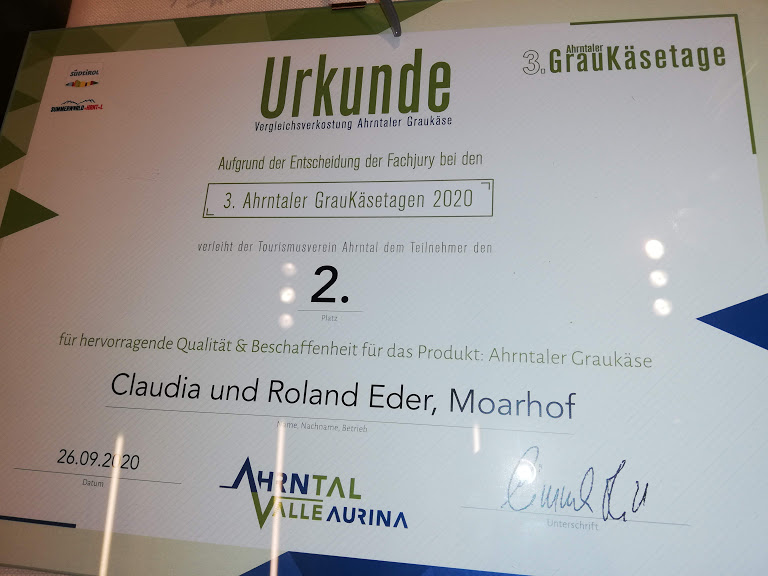 SÜDTIROL
Urkunde
Vergleichsverkostung Ahrntaler Graukäse
3. Ahrntaler
GrauKäsetage
Aufgrund der Entscheidung der Fachjury bei den
3. Ahrntaler GrauKäsetagen 2020
verleiht der Tourismusverein Ahrntal dem Teilnehmer den
2.
Platz
für hervorragende Qualität & Beschaffenheit für das Produkt: Ahrntaler Graukäse
Claudia und Roland Eder, Moarhof
Name, Nachname, Betrieb
26.09.2020
Datum
AHRNTAL
VALLE AURINA
Unterschrift